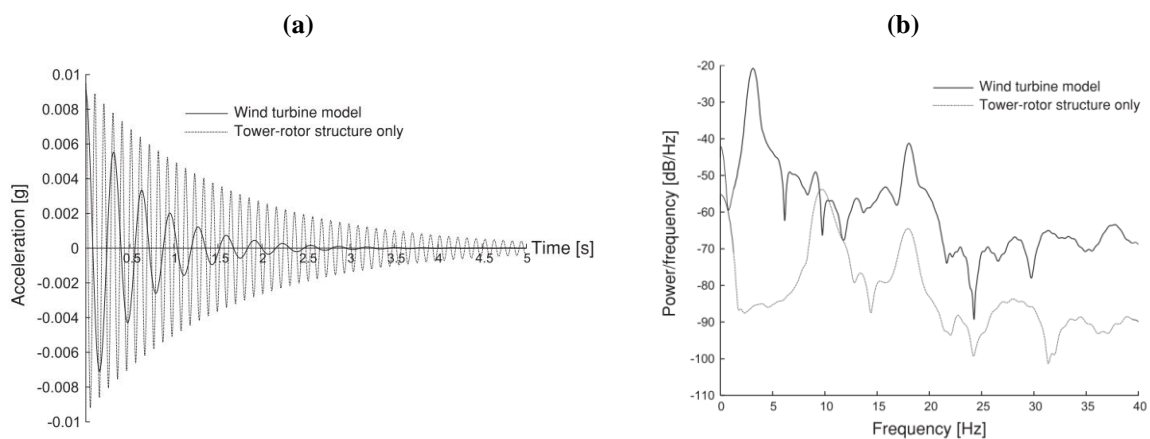 (a)
0.01
0.008
0.006
0.004
0.002
0
-0.002
-0.004
-0.006
-0.008
-0.01
Acceleration [g]
Wind turbine model
Tower-rotor structure only
0.5 1 1.5 2 2.5 3 3.5 4 4.5 5
Time [s]
(b)
-20
-30
-40
-50
-60
-70
-80
-90
-100
-110
Power/frequency [dB/Hz]
Wind turbine model
Tower-rotor structure only
0 5 10 15 20 25 30 35 40
Frequency [Hz]